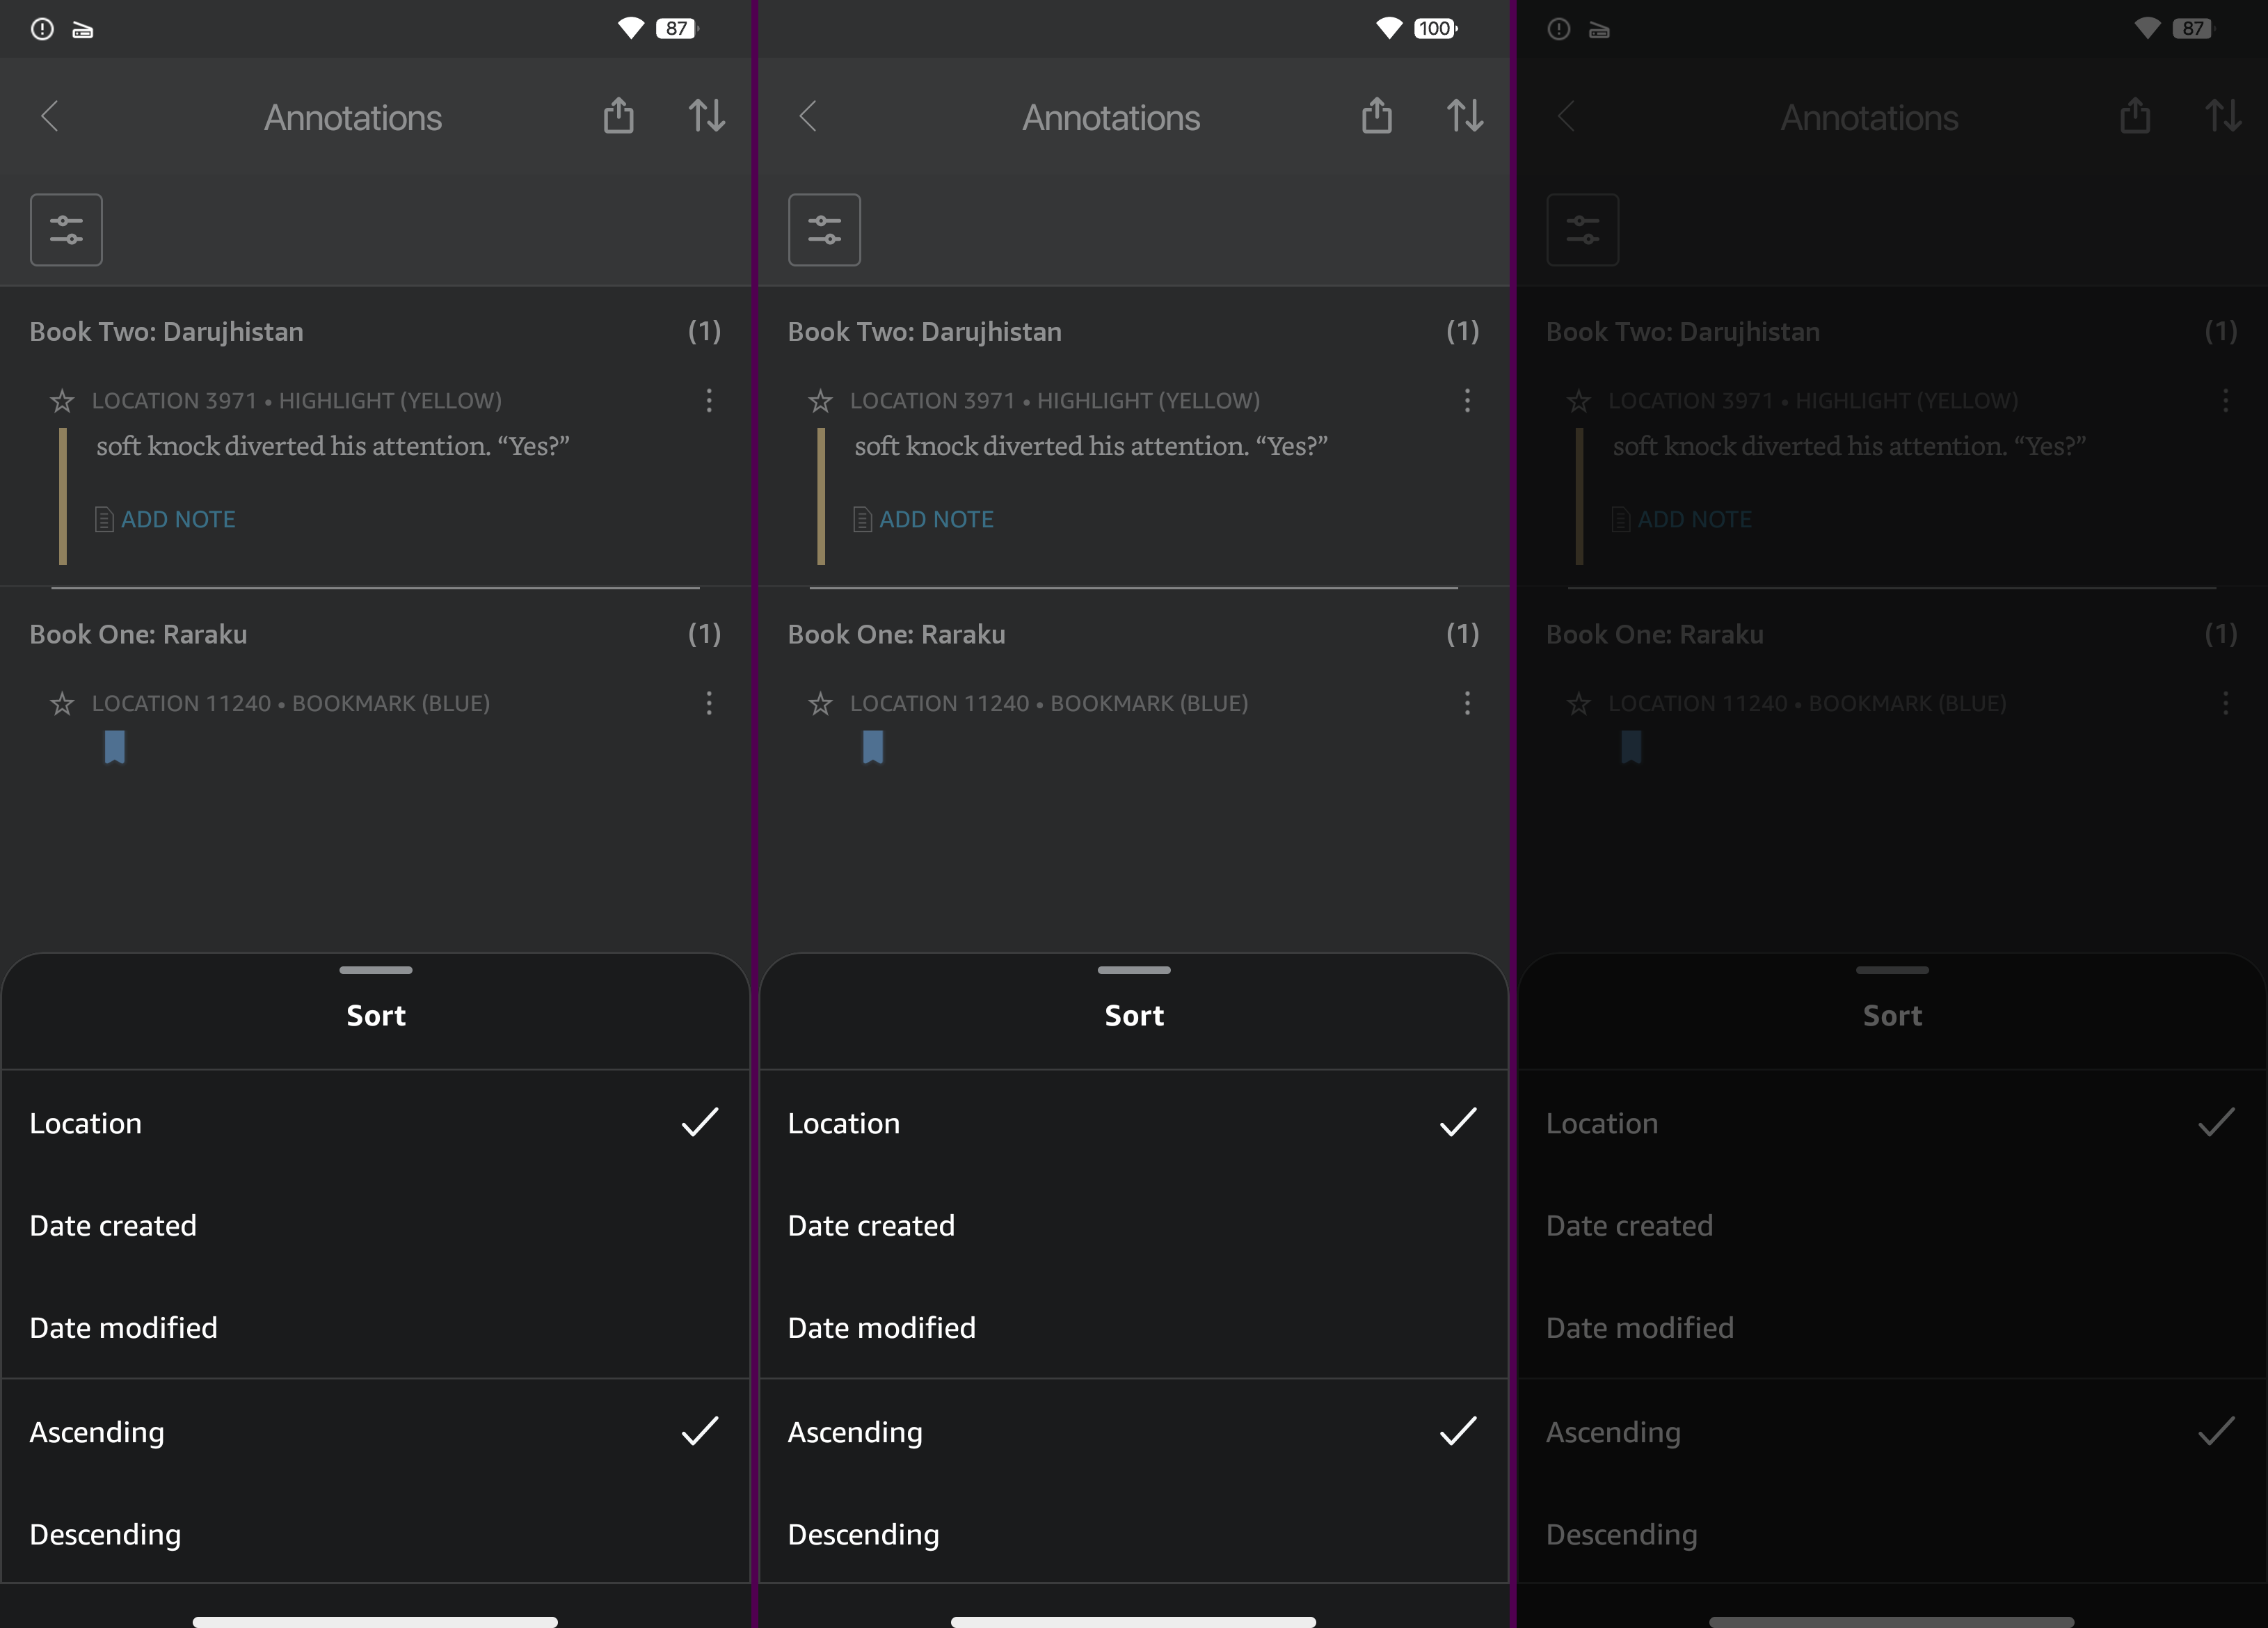 87
Annotations
Book Two: Darujhistan (1)
LOCATION 3971 • HIGHLIGHT (YELLOW)
soft knock diverted his attention. “Yes?”
ADD NOTE
Book One: Raraku (1)
LOCATION 11240 • BOOKMARK (BLUE)
Sort
Location
Date created
Date modified
Ascending
Descending
100
Annotations
Book Two: Darujhistan (1)
LOCATION 3971 • HIGHLIGHT (YELLOW)
soft knock diverted his attention. “Yes?”
ADD NOTE
Book One: Raraku (1)
LOCATION 11240 • BOOKMARK (BLUE)
Sort
Location
Date created
Date modified
Ascending
Descending
87
Annotations
Book Two: Darujhistan (1)
LOCATION 3971 • HIGHLIGHT (YELLOW)
soft knock diverted his attention. “Yes?”
ADD NOTE
Book One: Raraku (1)
LOCATION 11240 • BOOKMARK (BLUE)
Sort
Location
Date created
Date modified
Ascending
Descending